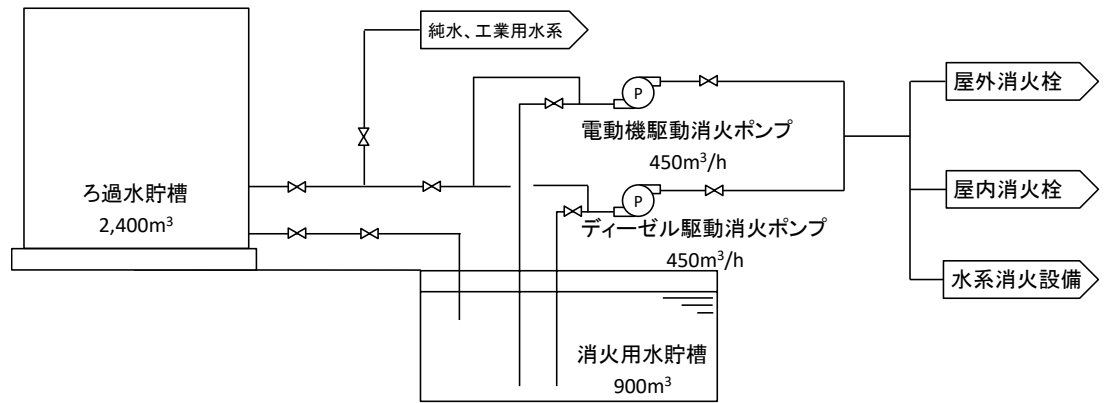 純水、工業用水系
P
電動機駆動消火ポンプ
450m³/h
屋外消火栓
ろ過水貯槽
2,400m³
P
ディーゼル駆動消火ポンプ
450m³/h
屋内消火栓
水系消火設備
消火用水貯槽
900m³